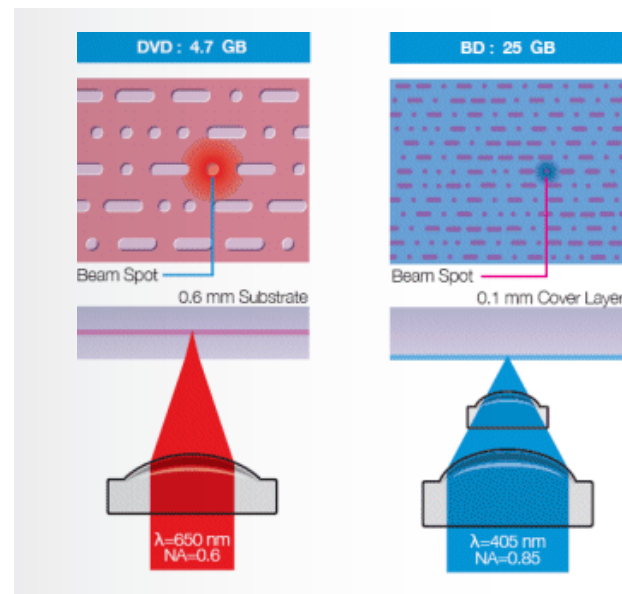 DVD : 4.7 GB
BD : 25 GB
Beam Spot
0.6 mm Substrate
Beam Spot
0.1 mm Cover Layer
λ=650 nm
NA=0.6
λ=405 nm
NA=0.85